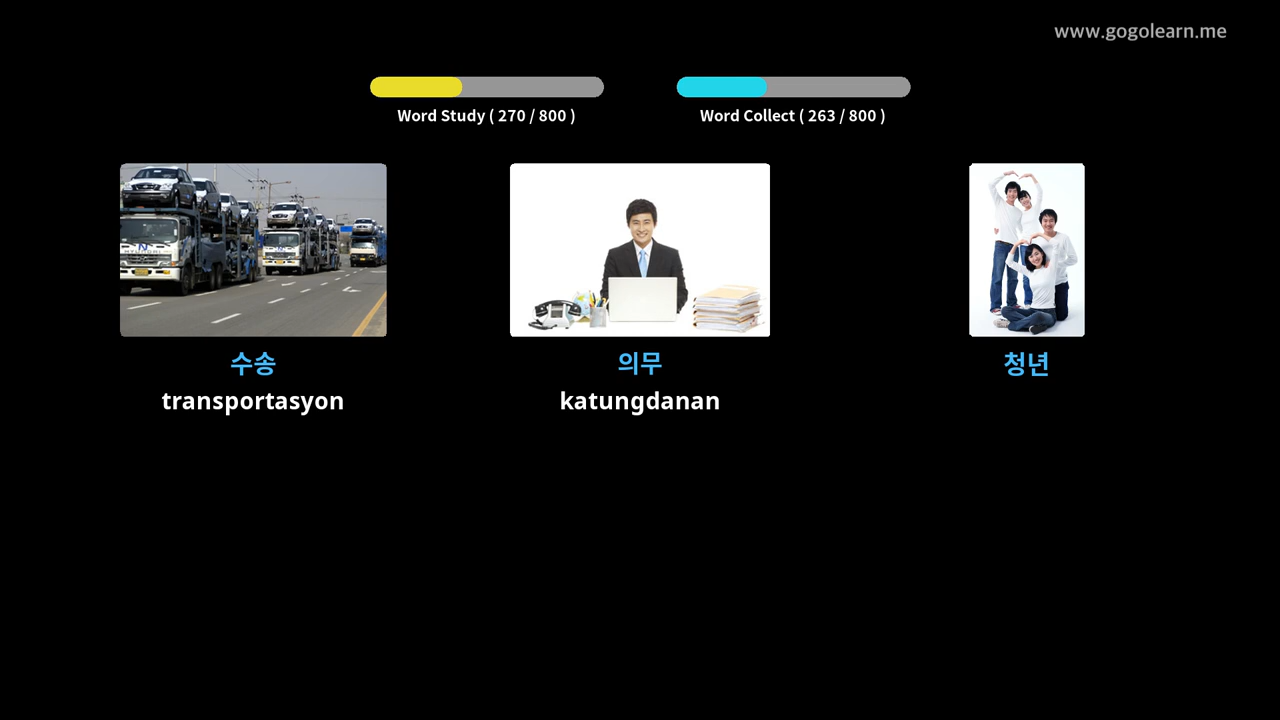 www.gogolearn.me
Word Study ( 270 / 800 )
Word Collect ( 263 / 800 )
수송
의무
청년
transportasyon
katungdanan